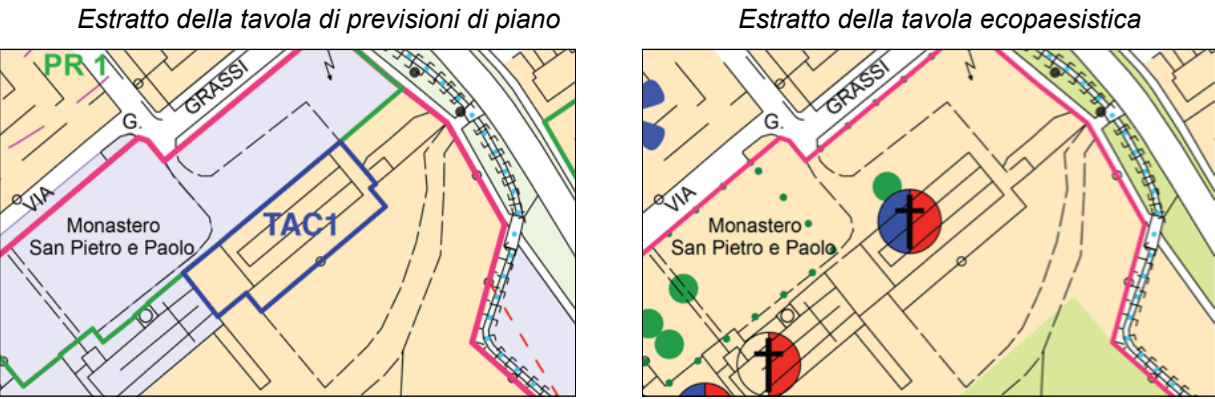 Estratto della tavola di previsioni di piano
PR 1
GRASSI
G.
VIA
Monastero
San Pietro e Paolo
TAC1
Estratto della tavola ecopaesistica
GRASSI
G.
VIA
Monastero
San Pietro e Paolo